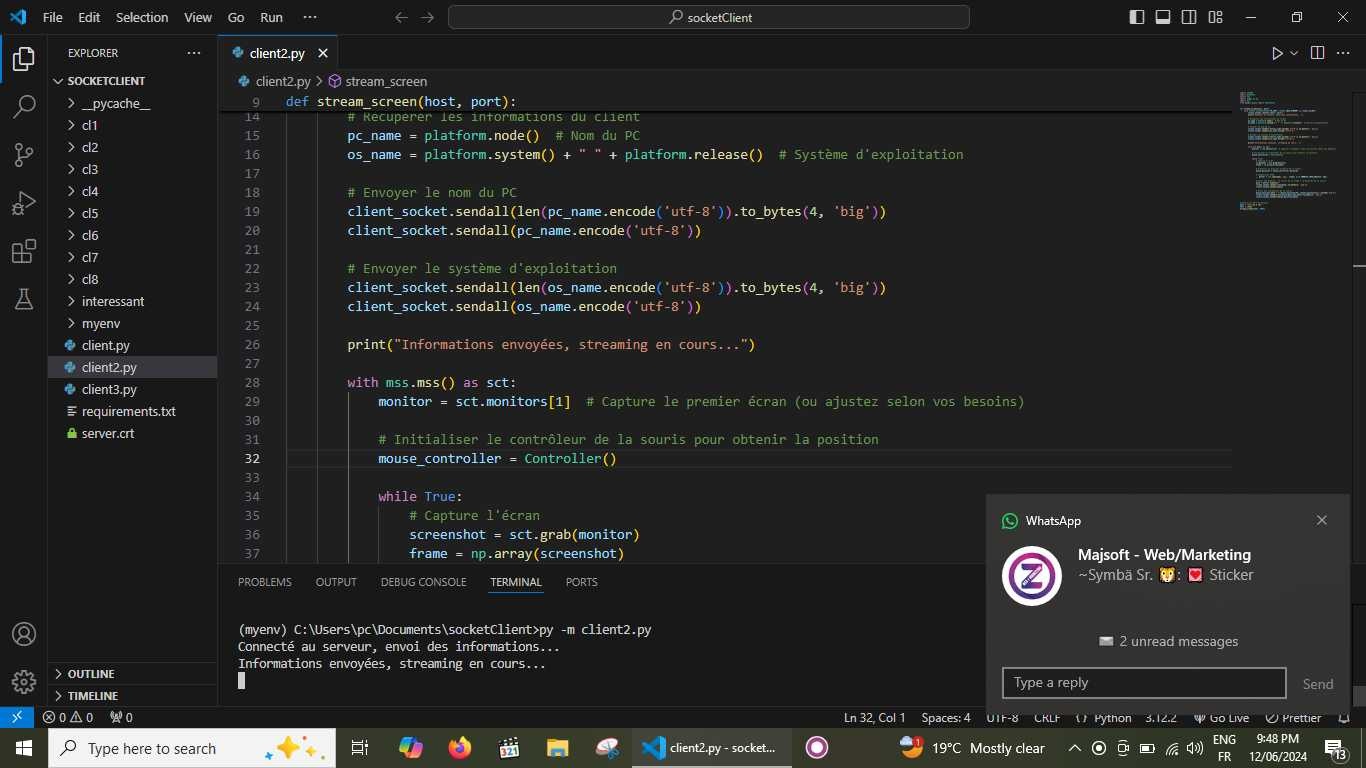 File Edit Selection View Go Run ···
socketClient
EXPLORER ···
SOCKETCLIENT
__pycache__
cl1
cl2
cl3
cl4
cl5
cl6
cl7
cl8
interessant
myenv
client.py
client2.py
client3.py
requirements.txt
server.crt
OUTLINE
TIMELINE
client2.py
client2.py > stream_screen
9 def stream_screen(host, port):
14 # Récupérer les informations du client
15 pc_name = platform.node()  # Nom du PC
16 os_name = platform.system() + " " + platform.release()  # Système d'exploitation
17
18 # Envoyer le nom du PC
19 client_socket.sendall(len(pc_name.encode('utf-8')).to_bytes(4, 'big'))
20 client_socket.sendall(pc_name.encode('utf-8'))
21
22 # Envoyer le système d'exploitation
23 client_socket.sendall(len(os_name.encode('utf-8')).to_bytes(4, 'big'))
24 client_socket.sendall(os_name.encode('utf-8'))
25
26 print("Informations envoyées, streaming en cours...")
27
28 with mss.mss() as sct:
29 monitor = sct.monitors[1]  # Capture le premier écran (ou ajustez selon vos besoins)
30
31 # Initialiser le contrôleur de la souris pour obtenir la position
32 mouse_controller = Controller()
33
34 while True:
35 # Capture l'écran
36 screenshot = sct.grab(monitor)
37 frame = np.array(screenshot)
PROBLEMS OUTPUT DEBUG CONSOLE TERMINAL PORTS
(myenv) C:\Users\pc\Documents\socketClient>py -m client2.py
Connecté au serveur, envoi des informations...
Informations envoyées, streaming en cours...
WhatsApp
Majsoft - Web/Marketing
~Symbä Sr. 🐯: 💟 Sticker
2 unread messages
Type a reply
Send
0 0 0
Ln 32, Col 1 Spaces: 4 UTF-8 CRLF Python 3.12.2 Go Live Prettier
Type here to search
client2.py - socket...
1
19°C Mostly clear
ENG
FR
9:48 PM
12/06/2024
13